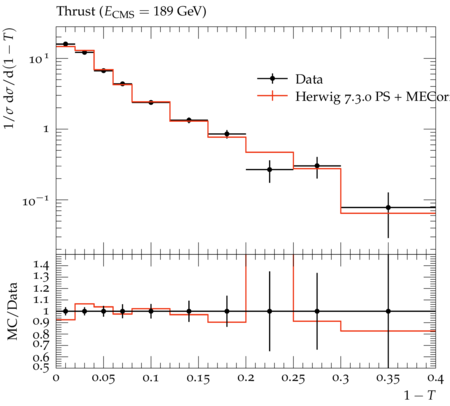 Thrust (E_CMS = 189 GeV)
1/σ dσ/d(1 − T)
10^1
1
10^−1
Data
Herwig 7.3.0 PS + MECor
MC/Data
1.4
1.3
1.2
1.1
1
0.9
0.8
0.7
0.6
0.5
0 0.05 0.1 0.15 0.2 0.25 0.3 0.35 0.4
1 − T